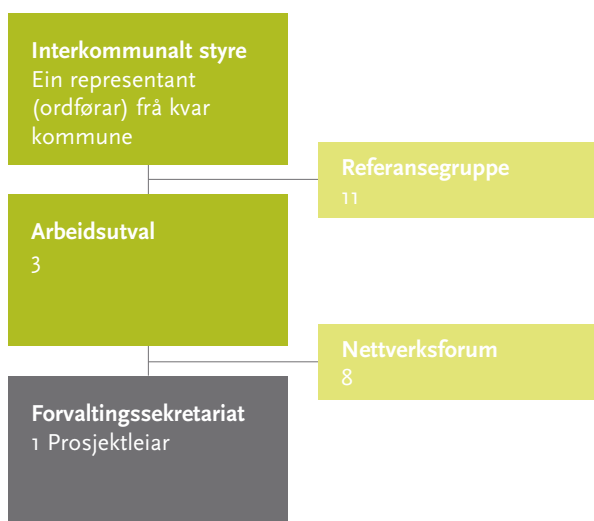 Interkommunalt styre
Ein representant
(ordførar) frå kvar
kommune
Referansegruppe
11
Arbeidsutval
3
Nettverksforum
8
Forvaltingssekretariat
1 Prosjektleiar